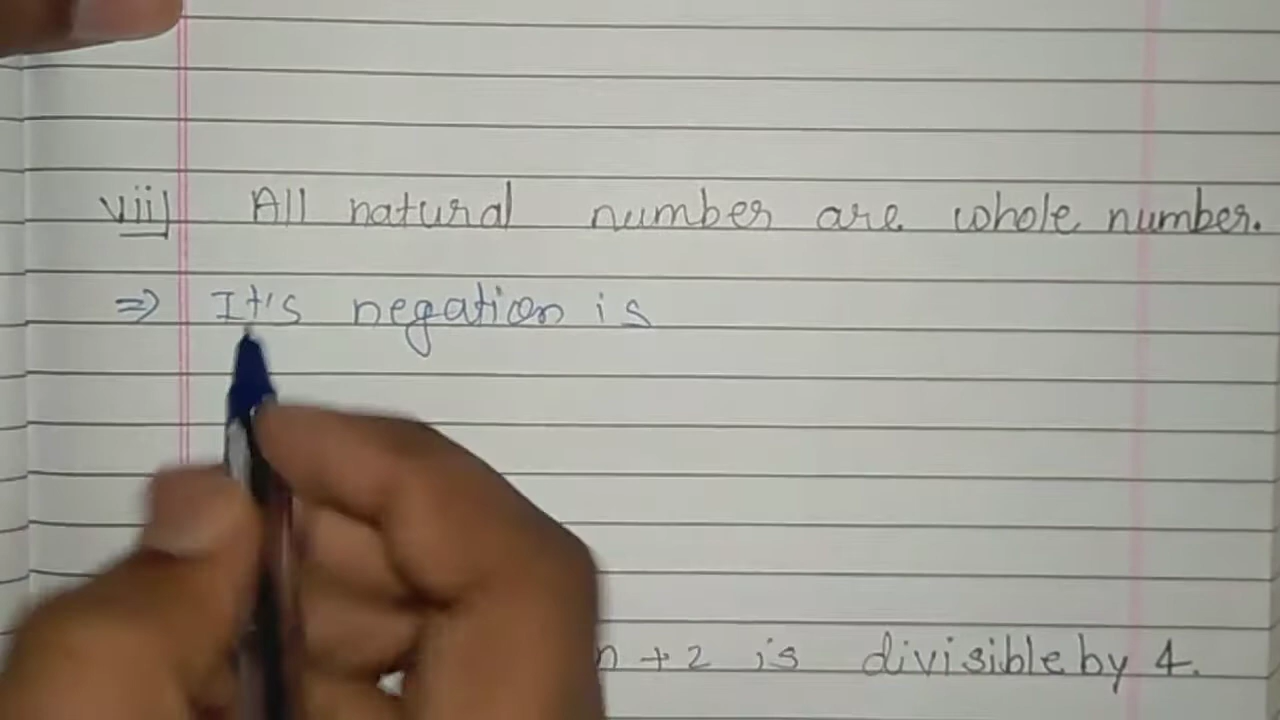 viii) All natural number are whole number.
⇒ It's negation is
n + 2 is divisible by 4.